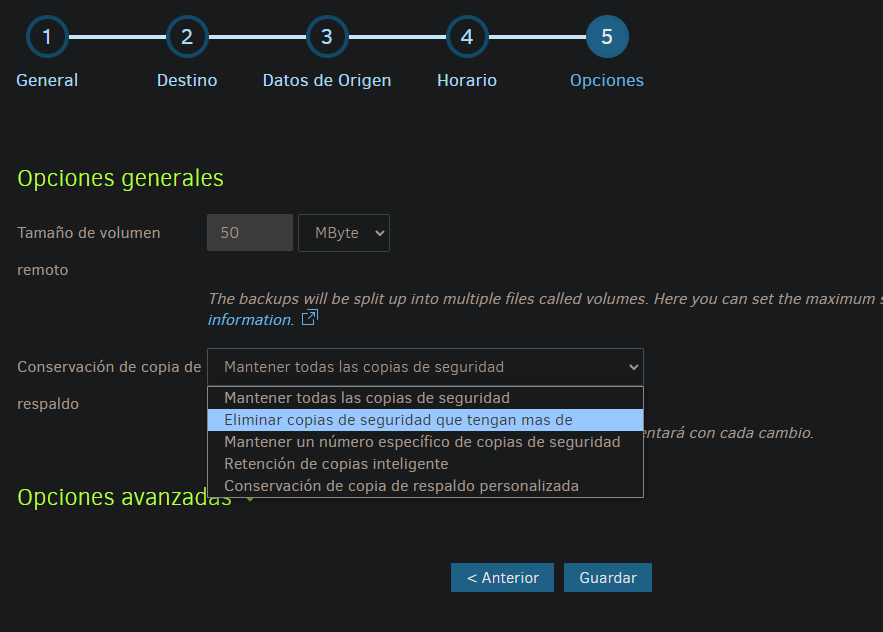 1 2 3 4 5
General Destino Datos de Origen Horario Opciones
Opciones generales
Tamaño de volumen remoto
50 MByte
The backups will be split up into multiple files called volumes. Here you can set the maximum
information.
Conservación de copia de respaldo
Mantener todas las copias de seguridad
Mantener todas las copias de seguridad
Eliminar copias de seguridad que tengan mas de
Mantener un número específico de copias de seguridad
Retención de copias inteligente
Conservación de copia de respaldo personalizada
con cada cambio.
Opciones avanzadas
< Anterior Guardar